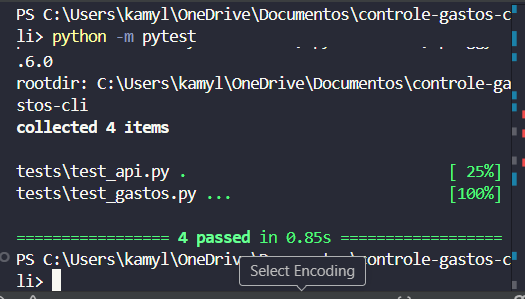 PS C:\Users\kamyl\OneDrive\Documentos\controle-gastos-c
li> python -m pytest
.6.0
rootdir: C:\Users\kamyl\OneDrive\Documentos\controle-ga
stos-cli
collected 4 items
tests\test_api.py . [ 25%]
tests\test_gastos.py ... [100%]
================= 4 passed in 0.85s ==================
PS C:\Users\kamyl\OneDrive\Documentos\controle-gastos-c
li>
Select Encoding